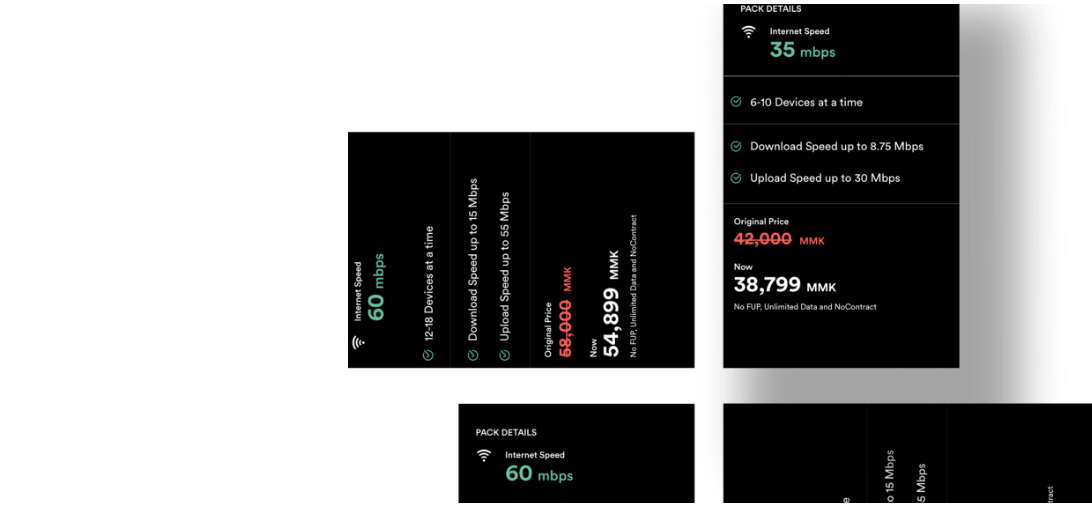 Internet Speed
60 mbps
12-18 Devices at a time
Download Speed up to 15 Mbps
Upload Speed up to 55 Mbps
Original Price
58,000 MMK
Now
54,899 MMK
No FUP, Unlimited Data and NoContract
PACK DETAILS
Internet Speed
35 mbps
6-10 Devices at a time
Download Speed up to 8.75 Mbps
Upload Speed up to 30 Mbps
Original Price
42,000 MMK
Now
38,799 MMK
No FUP, Unlimited Data and NoContract
PACK DETAILS
Internet Speed
60 mbps
15 Mbps
Mbps